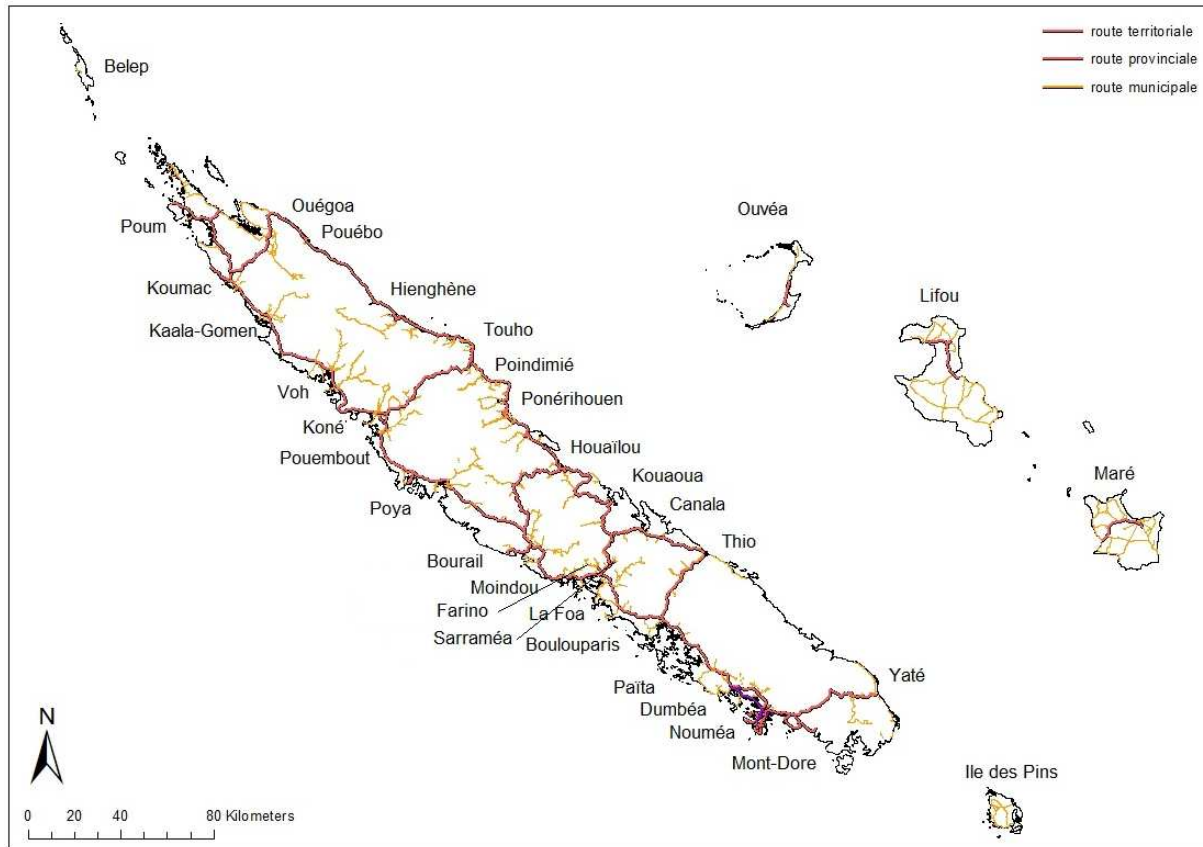 route territoriale
route provinciale
route municipale
Belep
Ouégoa
Pouébo
Poum
Ouvéa
Koumac
Hienghène
Lifou
Kaala-Gomen
Touho
Poindimié
Voh
Ponérihouen
Koné
Houaïlou
Pouembout
Kouaoua
Maré
Canala
Poya
Thio
Bourail
Moindou
Farino
La Foa
Sarraméa
Boulouparis
Yaté
Païta
Dumbéa
Nouméa
Mont-Dore
Ile des Pins
N
0 20 40 80 Kilometers